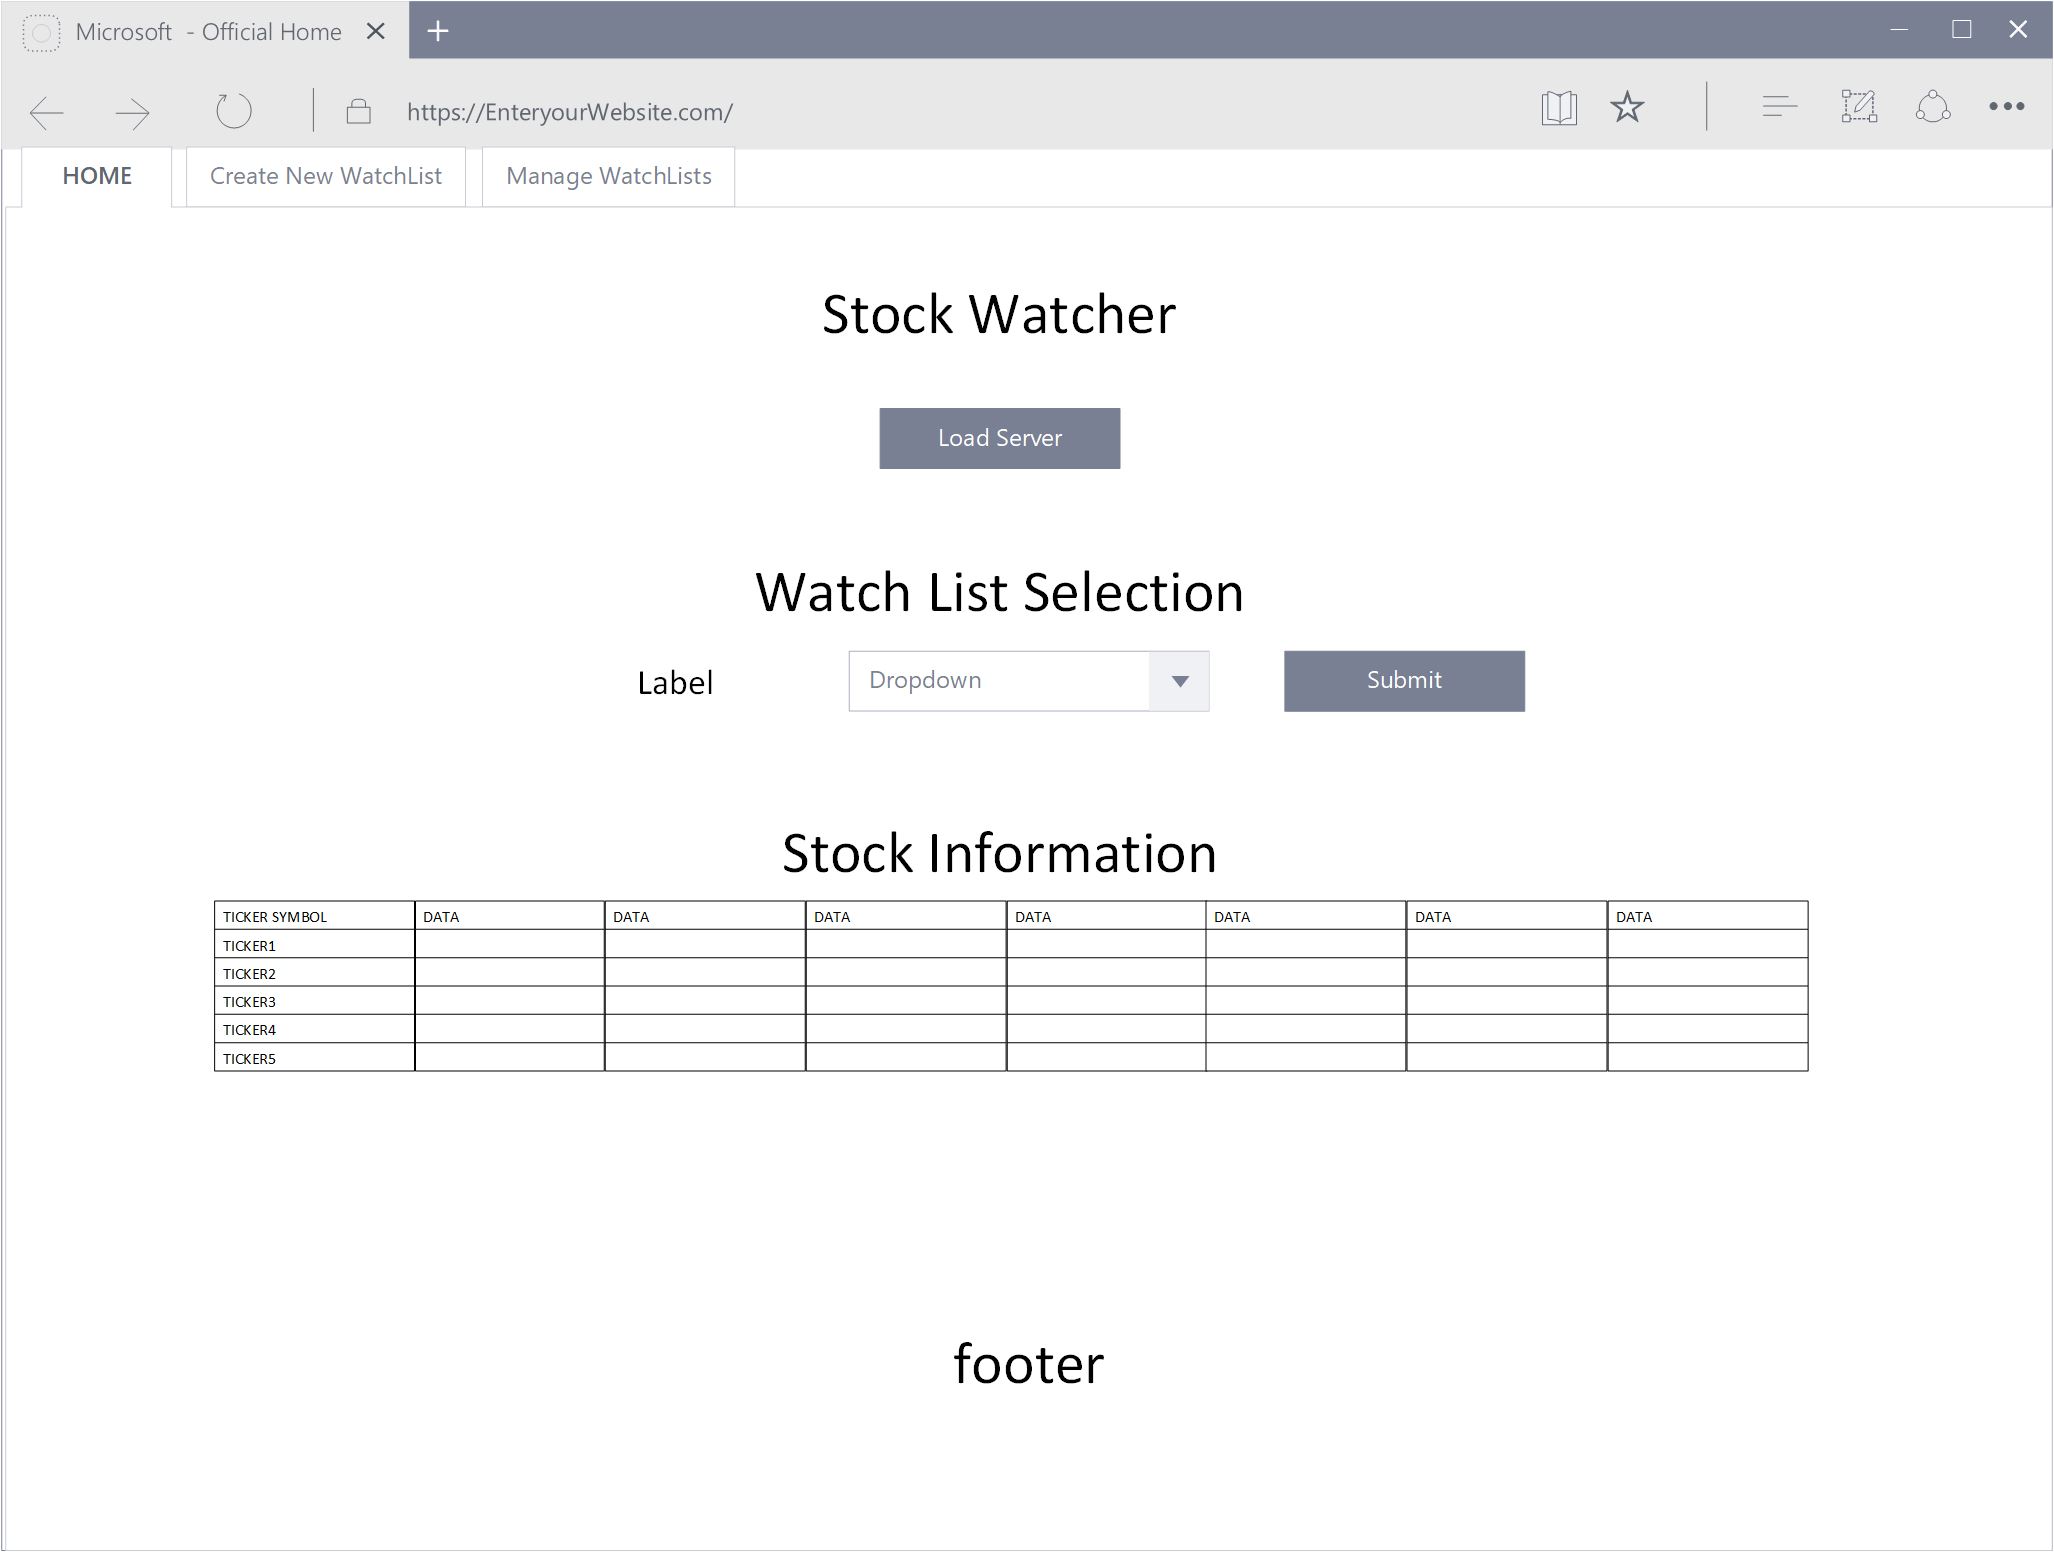 Microsoft - Official Home
https://EnteryourWebsite.com/
HOME Create New WatchList Manage WatchLists
Stock Watcher
Load Server
Watch List Selection
Label Dropdown Submit
Stock Information
TICKER SYMBOL DATA DATA DATA DATA DATA DATA DATA
TICKER1
TICKER2
TICKER3
TICKER4
TICKER5
footer